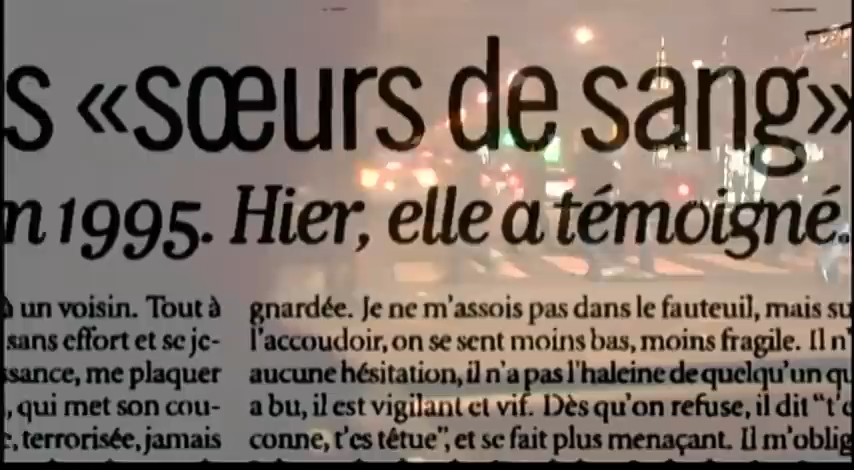 s «sœurs de sang»
n 1995. Hier, elle a témoigné.
à un voisin. Tout à
sans effort et se je-
ssance, me plaquer
, qui met son cou-
, terrorisée, jamais
gnardée. Je ne m'assois pas dans le fauteuil, mais su
l'accoudoir, on se sent moins bas, moins fragile. Il n'
aucune hésitation, il n'a pas l'haleine de quelqu'un qu
a bu, il est vigilant et vif. Dès qu'on refuse, il dit "t'e
conne, t'es têtue", et se fait plus menaçant. Il m'oblig